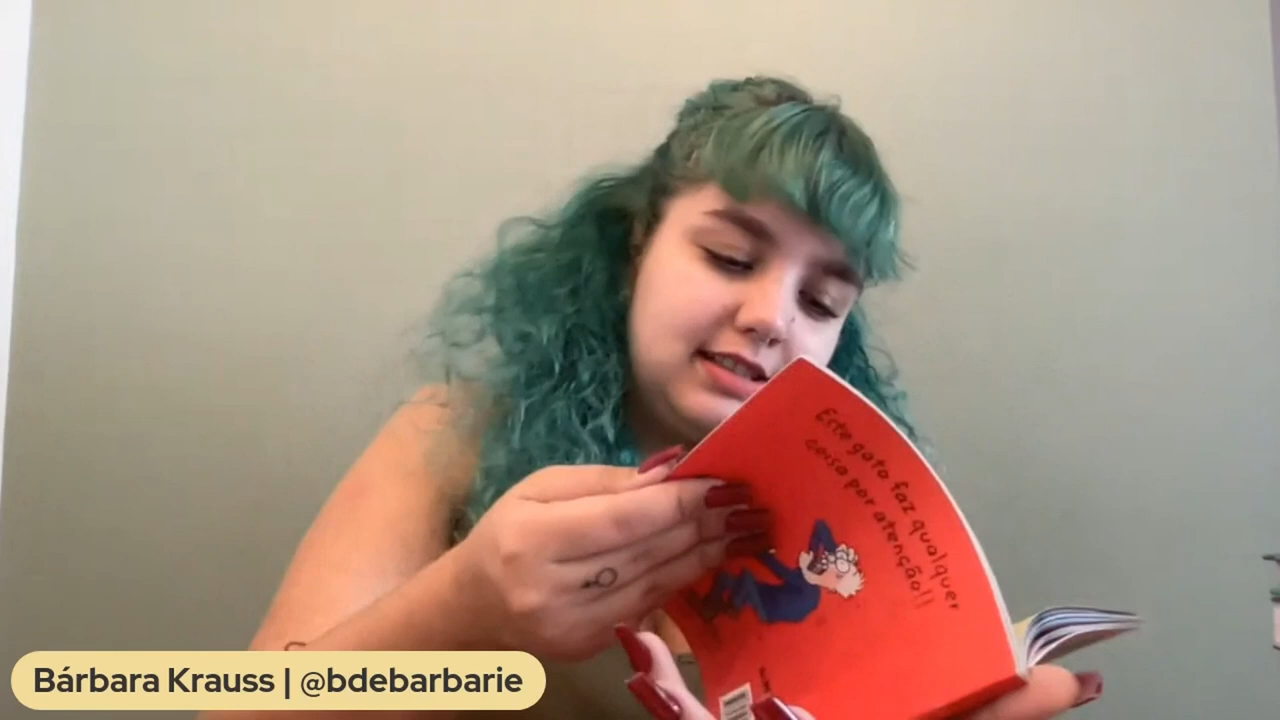 Este gato faz qualquer
coisa por atenção!!
Bárbara Krauss | @bdebarbarie